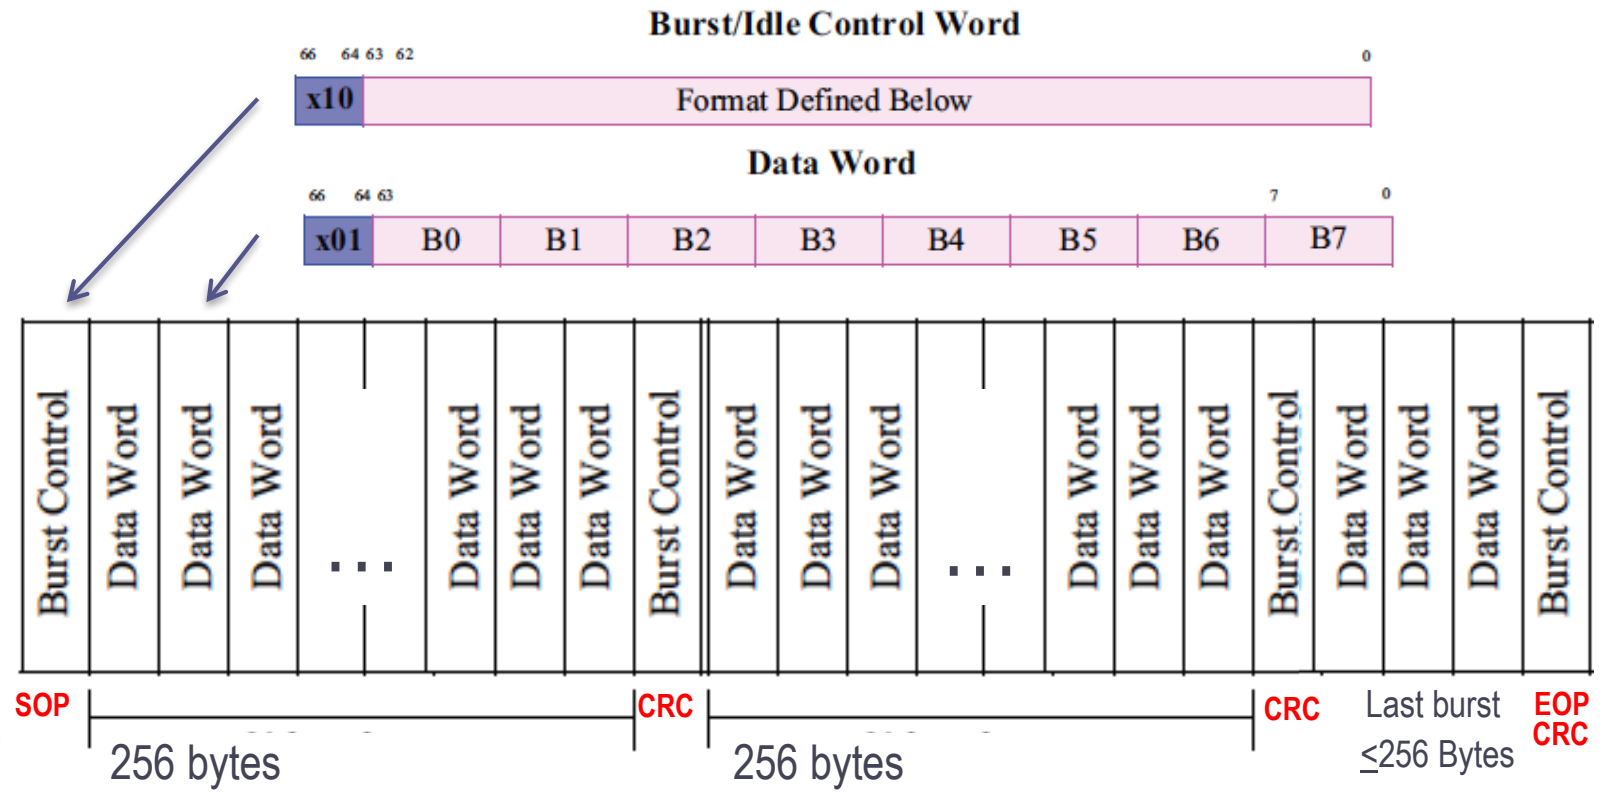 Burst/Idle Control Word
66 64 63 62 0
x10 Format Defined Below
Data Word
66 64 63 7 0
x01 B0 B1 B2 B3 B4 B5 B6 B7
Burst Control
Data Word
Data Word
Data Word
...
Data Word
Data Word
Data Word
Burst Control
Data Word
Data Word
Data Word
...
Data Word
Data Word
Data Word
Burst Control
Data Word
Data Word
Data Word
Burst Control
SOP
CRC
CRC
Last burst
≤256 Bytes
EOP
CRC
256 bytes
256 bytes